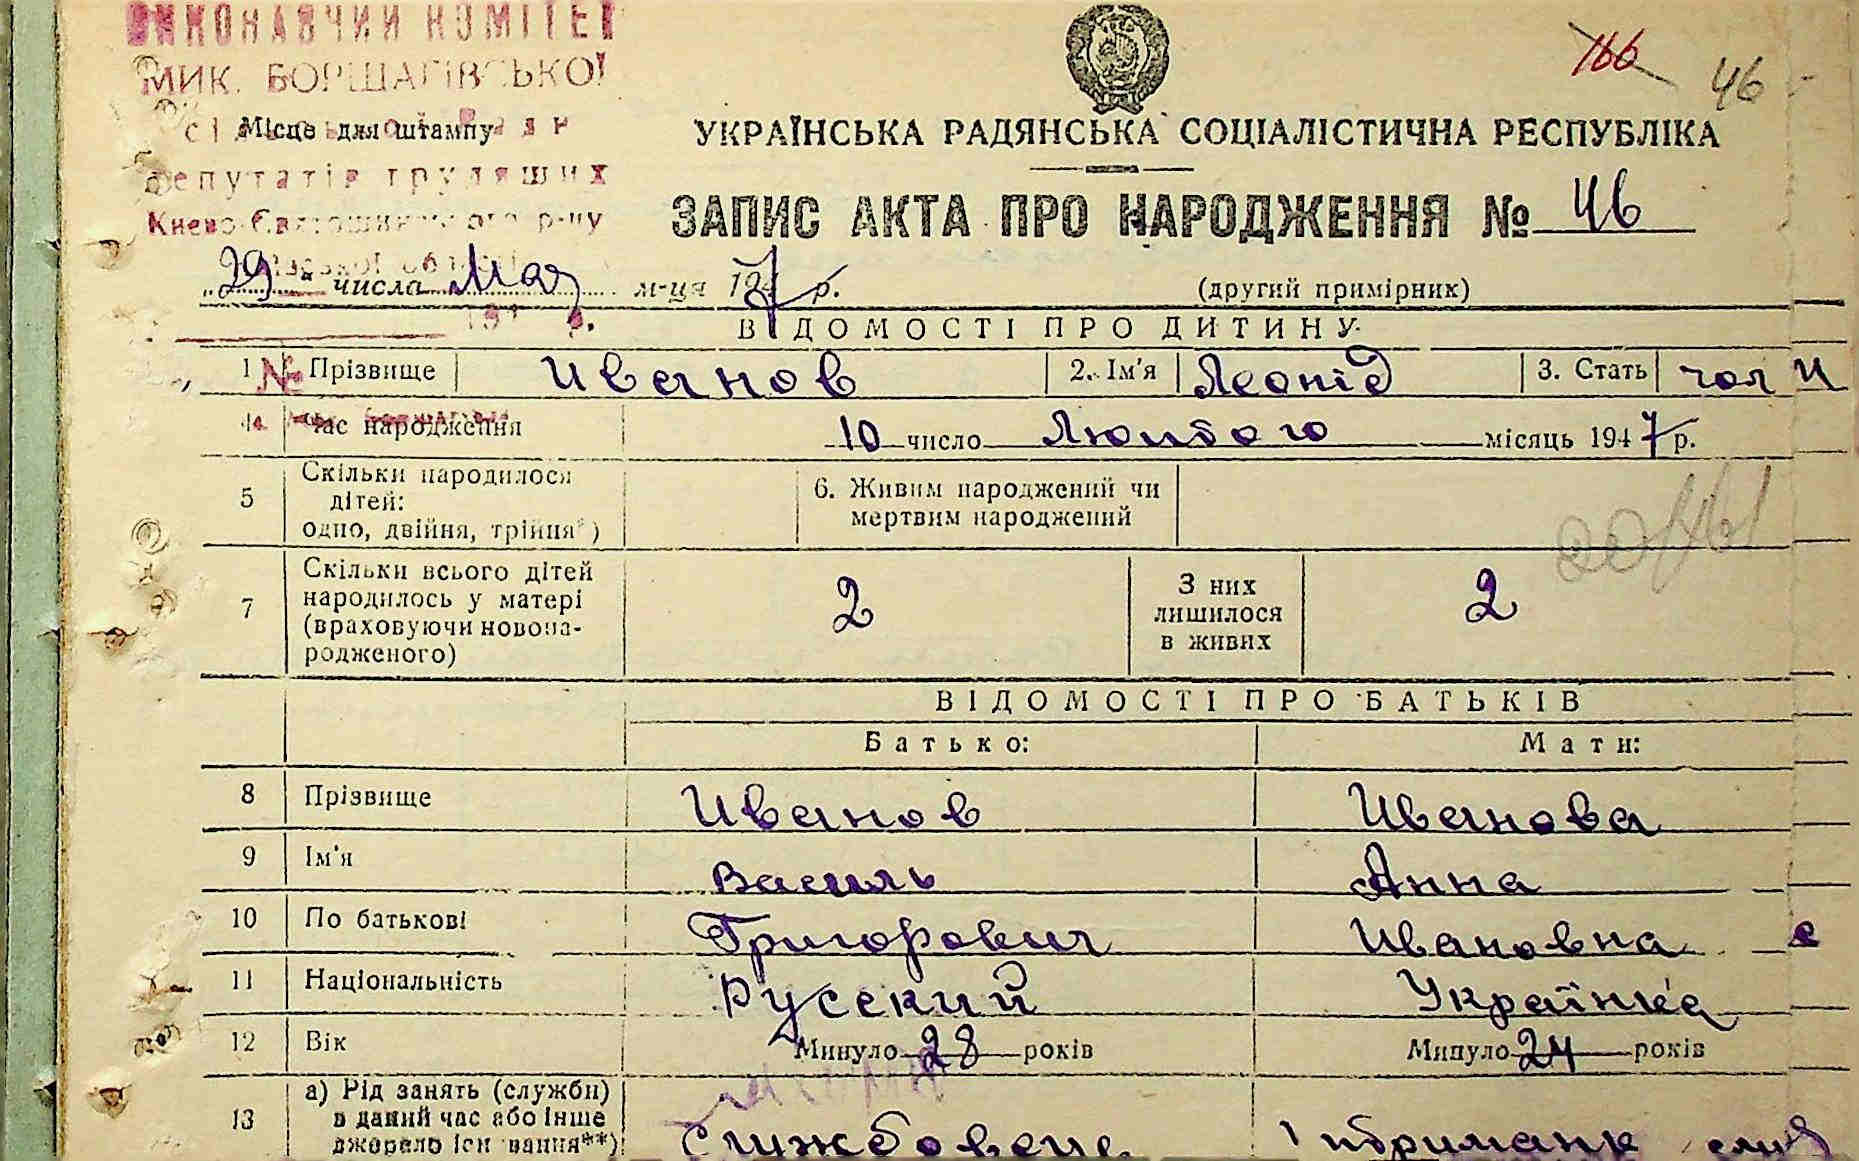 ВИКОНАВЧИЙ КОМІТЕТ
МИК. БОРЩАГІВСЬКОЇ
Місце для штампу
депутатів трудящих
Києво-Святошинського р-ну
166 46
УКРАЇНСЬКА РАДЯНСЬКА СОЦІАЛІСТИЧНА РЕСПУБЛІКА
ЗАПИС АКТА ПРО НАРОДЖЕННЯ № 46
„29" числа Мая м-ця 1947 р. (другий примірник)
ВІДОМОСТІ ПРО ДИТИНУ
1 № Прізвище Иванов 2. Ім'я Леонід 3. Стать чол
4 Час народження 10 число Лютого місяць 1947 р.
5 Скільки народилося дітей: одно, двійня, трійня*) 6. Живим народжений чи мертвим народжений
7 Скільки всього дітей народилось у матері (враховуючи новонародженого) 2 З них лишилося в живих 2
ВІДОМОСТІ ПРО БАТЬКІВ
Батько: Мати:
8 Прізвище Иванов Иванова
9 Ім'я Василь Анна
10 По батькові Григорович Ивановна
11 Національність Русский Українка
12 Вік Минуло 28 років Минуло 24 років
13 а) Рід занять (служби) в даний час або інше джерело існування**) Службовець